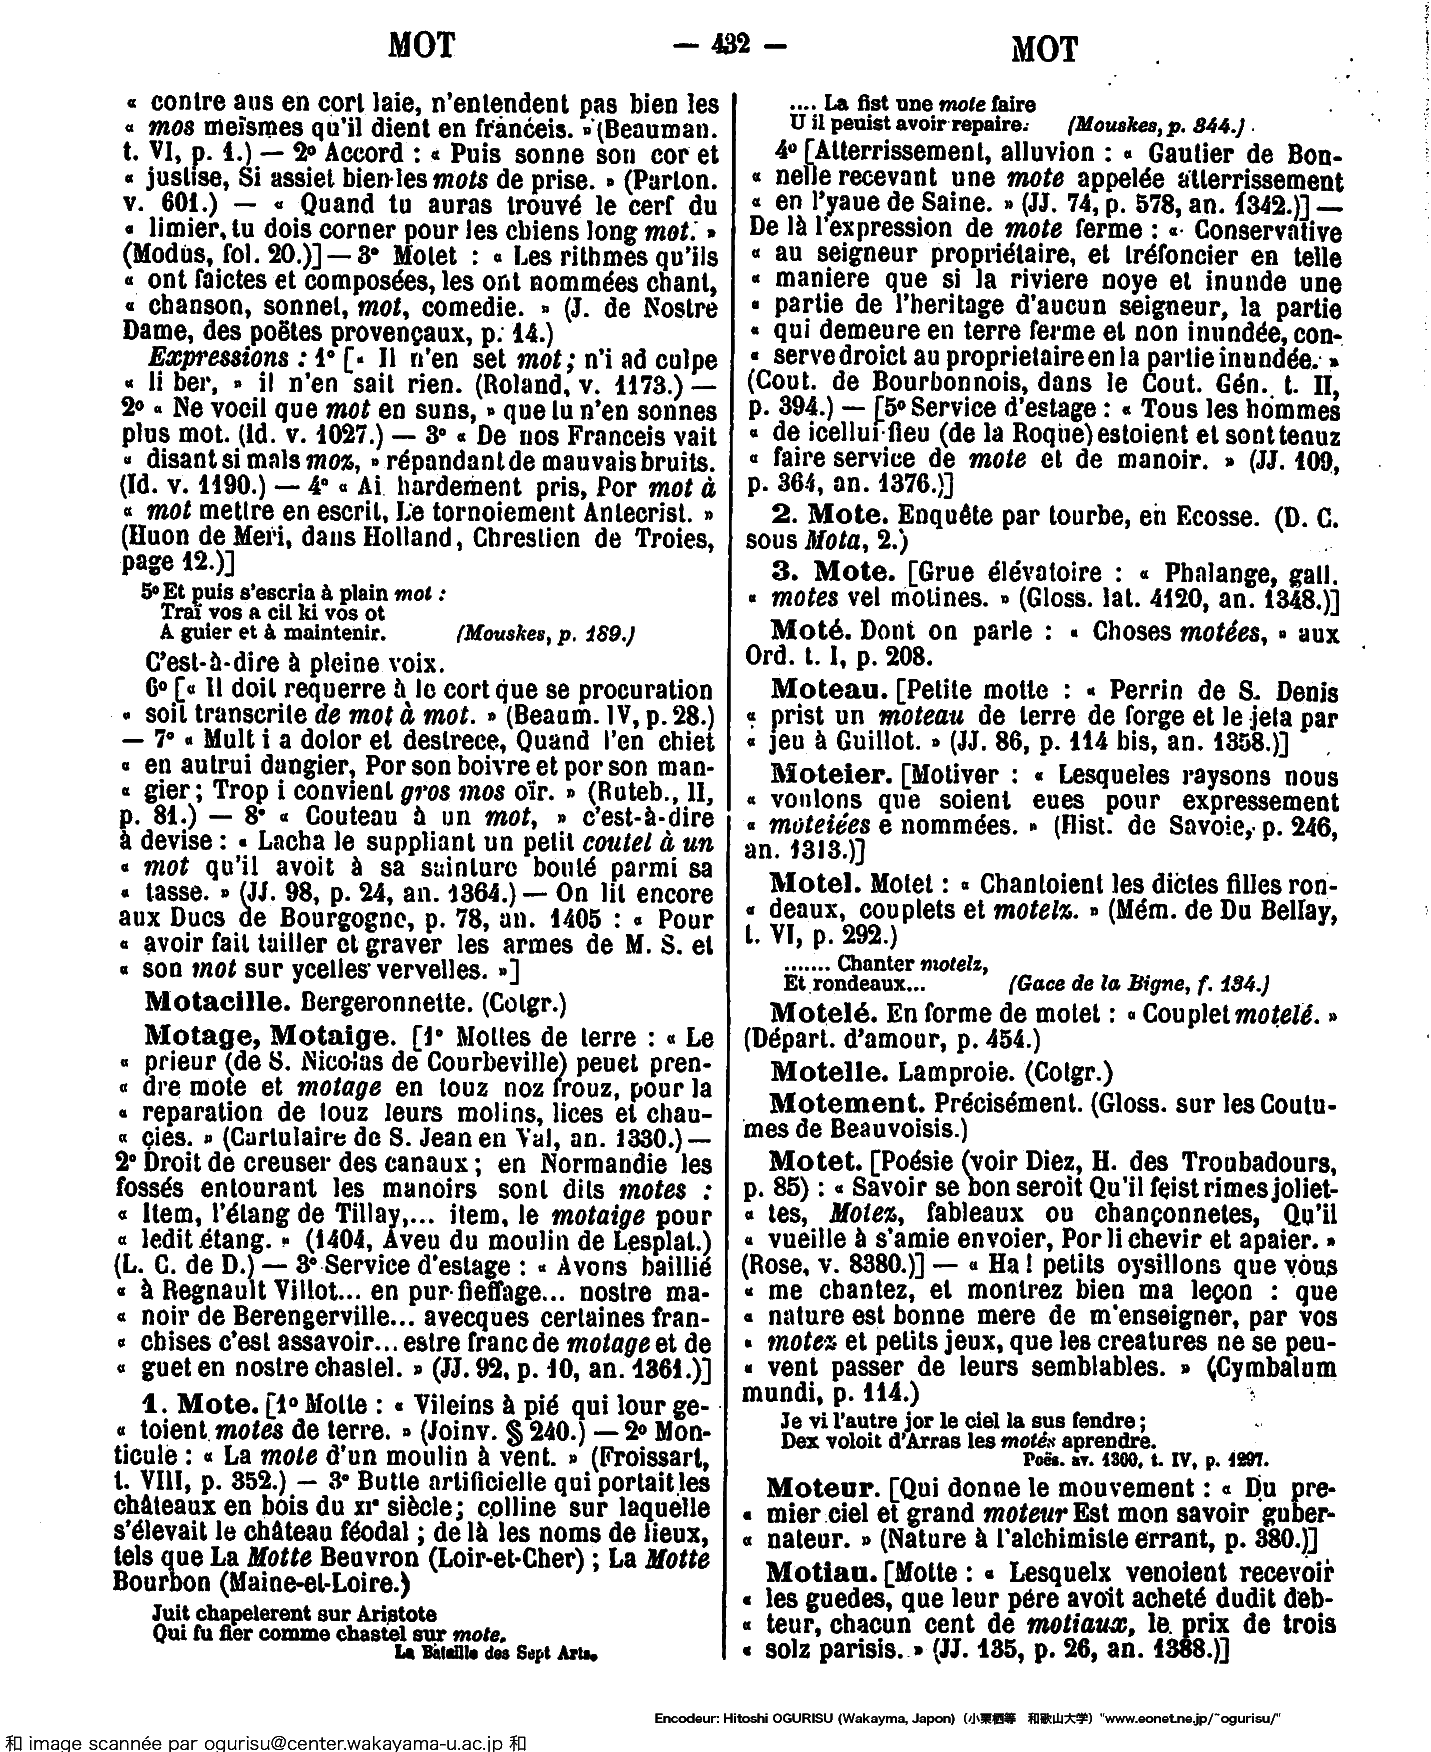 MOT — 432 — MOT
« contre aus en cort laie, n'entendent pas bien les
« mos meïsmes qu'il dient en franceis. » (Beauman.
t. VI, p. 1.) — 2º Accord : « Puis sonne son cor et
« justise, Si assiet bien les mots de prise. » (Parton.
v. 601.) — « Quand tu auras trouvé le cerf du
« limier, tu dois corner pour les chiens long mot. »
(Modus, fol. 20.)] — 3º Motet : « Les rithmes qu'ils
« ont faictes et composées, les ont nommées chant,
« chanson, sonnet, mot, comedie. » (J. de Nostre
Dame, des poëtes provençaux, p. 14.)
Expressions : 1º [« Il n'en set mot ; n'i ad culpe
« li ber, » il n'en sait rien. (Roland, v. 1173.) —
2º « Ne voeil que mot en suns, » que tu n'en sonnes
plus mot. (Id. v. 1027.) — 3º « De nos Franceis vait
« disant si mals moz, » répandant de mauvais bruits.
(Id. v. 1190.) — 4º « Ai hardement pris, Por mot à
« mot mettre en escrit, Le tornoiement Antecrist. »
(Huon de Meri, dans Holland, Chrestien de Troies,
page 12.)]
5º Et puis s'escria à plain mot :
Traï vos a cil ki vos ot
A guier et à maintenir. (Mouskes, p. 189.)
C'est-à-dire à pleine voix.
6º [« Il doit requerre à le cort que se procuration
« soit transcrite de mot à mot. » (Beaum. IV, p. 28.)
— 7º « Mult i a dolor et destrece, Quand l'en chiet
« en autrui dangier, Por son boivre et por son man-
« gier ; Trop i convient gros mos oïr. » (Ruteb., II,
p. 81.) — 8º « Couteau à un mot, » c'est-à-dire
à devise : « Lacha le suppliant un petit coutel à un
« mot qu'il avoit à sa sainture bouté parmi sa
« tasse. » (JJ. 98, p. 24, an. 1364.) — On lit encore
aux Ducs de Bourgogne, p. 78, an. 1405 : « Pour
« avoir fait tailler et graver les armes de M. S. et
« son mot sur ycelles vervelles. »]
Motacille. Bergeronnette. (Cotgr.)
Motage, Motaige. [1º Mottes de terre : « Le
« prieur (de S. Nicolas de Courbeville) peuet pren-
« dre mote et motage en touz noz frouz, pour la
« reparation de touz leurs molins, lices et chau-
« çies. » (Cartulaire de S. Jean en Val, an. 1330.) —
2º Droit de creuser des canaux ; en Normandie les
fossés entourant les manoirs sont dits motes :
« Item, l'étang de Tillay,... item, le motaige pour
« ledit étang. » (1404, Aveu du moulin de Lesplat.)
(L. C. de D.) — 3º Service d'estage : « Avons baillié
« à Regnault Villot... en pur fieffage... nostre ma-
« noir de Berengerville... avecques certaines fran-
« chises c'est assavoir... estre franc de motage et de
« guet en nostre chastel. » (JJ. 92, p. 10, an. 1361.)]
1. Mote. [1º Motte : « Vileins à pié qui lour ge-
« toient motes de terre. » (Joinv. § 240.) — 2º Mon-
ticule : « La mote d'un moulin à vent. » (Froissart,
t. VIII, p. 352.) — 3º Butte artificielle qui portait les
châteaux en bois du XIe siècle ; colline sur laquelle
s'élevait le château féodal ; de là les noms de lieux,
tels que La Motte Beuvron (Loir-et-Cher) ; La Motte
Bourbon (Maine-et-Loire.)
Juit chapelerent sur Aristote
Qui fu fier comme chastel sur mote.
La Bataille des Sept Arts.
.... La fist une mote faire
U il peuist avoir repaire. (Mouskes, p. 844.)
4º [Atterrissement, alluvion : « Gautier de Bon-
« nelle recevant une mote appelée atterrissement
« en l'yaue de Saine. » (JJ. 74, p. 578, an. 1342.)] —
De là l'expression de mote ferme : « Conservative
« au seigneur propriétaire, et tréfoncier en telle
« maniere que si la riviere noye et inunde une
« partie de l'heritage d'aucun seigneur, la partie
« qui demeure en terre ferme et non inundée, con-
« serve droict au proprietaire en la partie inundée. »
(Cout. de Bourbonnois, dans le Cout. Gén. t. II,
p. 394.) — [5º Service d'estage : « Tous les hommes
« de icellui fieu (de la Roque) estoient et sont tenuz
« faire service de mote et de manoir. » (JJ. 109,
p. 364, an. 1376.)]
2. Mote. Enquête par tourbe, en Ecosse. (D. C.
sous Mota, 2.)
3. Mote. [Grue élévatoire : « Phalange, gall.
« motes vel motines. » (Gloss. lat. 4120, an. 1348.)]
Moté. Dont on parle : « Choses motées, » aux
Ord. t. I, p. 208.
Moteau. [Petite motte : « Perrin de S. Denis
« prist un moteau de terre de forge et le jeta par
« jeu à Guillot. » (JJ. 86, p. 114 bis, an. 1358.)]
Moteier. [Motiver : « Lesqueles raysons nous
« voulons que soient eues pour expressement
« moteiées e nommées. » (Hist. de Savoie, p. 246,
an. 1313.)]
Motel. Motet : « Chantoient les dictes filles ron-
« deaux, couplets et motelz. » (Mém. de Du Bellay,
t. VI, p. 292.)
....... Chanter motelz,
Et rondeaux... (Gace de la Bigne, f. 134.)
Motelé. En forme de motet : « Couplet motelé. »
(Départ. d'amour, p. 454.)
Motelle. Lamproie. (Cotgr.)
Motement. Précisément. (Gloss. sur les Coutu-
mes de Beauvoisis.)
Motet. [Poésie (voir Diez, H. des Troubadours,
p. 85) : « Savoir se bon seroit Qu'il feist rimes joliet-
« tes, Motez, fableaux ou chançonnetes, Qu'il
« vueille à s'amie envoier, Por li chevir et apaier. »
(Rose, v. 8380.)] — « Ha ! petits oysillons que vous
« me chantez, et montrez bien ma leçon : que
« nature est bonne mere de m'enseigner, par vos
« motez et petits jeux, que les creatures ne se peu-
« vent passer de leurs semblables. » (Cymbalum
mundi, p. 114.)
Je vi l'autre jor le ciel la sus fendre ;
Dex voloit d'Arras les motés aprendre.
Poës. av. 1300, t. IV, p. 1297.
Moteur. [Qui donne le mouvement : « Du pre-
« mier ciel et grand moteur Est mon savoir guber-
« nateur. » (Nature à l'alchimiste errant, p. 380.)]
Motiau. [Motte : « Lesquelx venoient recevoir
« les guedes, que leur pere avoit acheté dudit deb-
« teur, chacun cent de motiaux, le prix de trois
« solz parisis. » (JJ. 135, p. 26, an. 1388.)]
Encodeur: Hitoshi OGURISU (Wakayma, Japon) (小栗栖等 和歌山大学) "www.eonet.ne.jp/~ogurisu/"
和 image scannée par ogurisu@center.wakayama-u.ac.jp 和